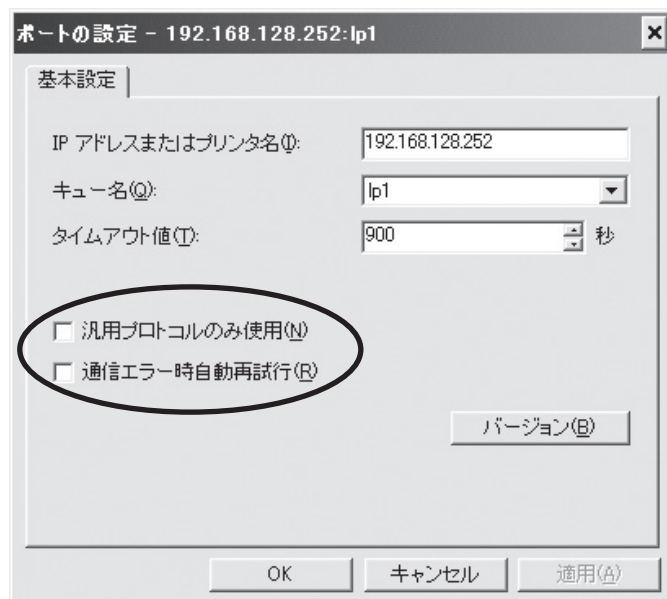 ポートの設定 - 192.168.128.252:lp1
基本設定
IP アドレスまたはプリンタ名(I): 192.168.128.252
キュー名(Q): lp1
タイムアウト値(T): 900 秒
汎用プロトコルのみ使用(N)
通信エラー時自動再試行(R)
バージョン(B)
OK キャンセル 適用(A)